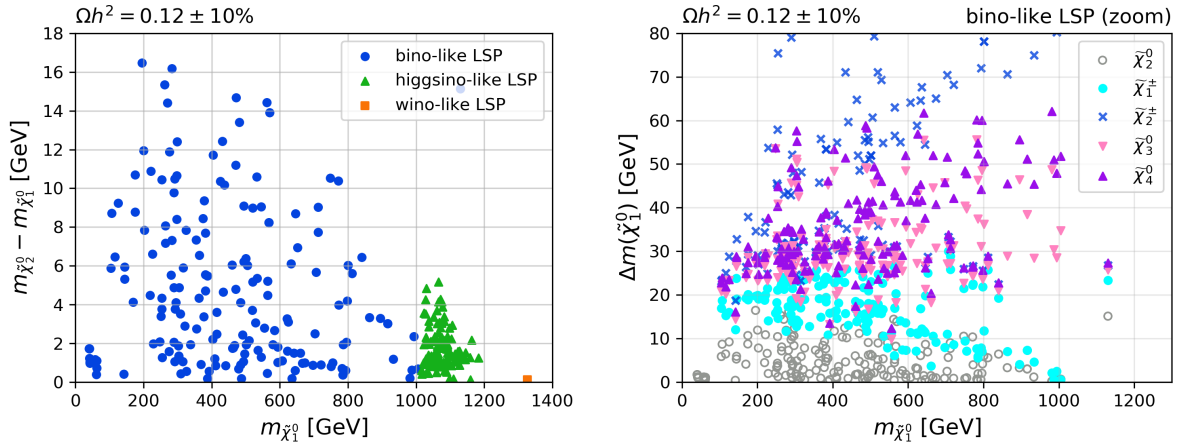 Ωh² = 0.12 ± 10%
18
16
14
12
10
8
6
4
2
0
m_χ̃₂⁰ − m_χ̃₁⁰ [GeV]
bino-like LSP
higgsino-like LSP
wino-like LSP
0 200 400 600 800 1000 1200 1400
m_χ̃₁⁰ [GeV]
Ωh² = 0.12 ± 10% bino-like LSP (zoom)
80
70
60
50
40
30
20
10
0
Δm(χ̃₁⁰) [GeV]
χ̃₂⁰
χ̃₁±
χ̃₂±
χ̃₃⁰
χ̃₄⁰
0 200 400 600 800 1000 1200
m_χ̃₁⁰ [GeV]